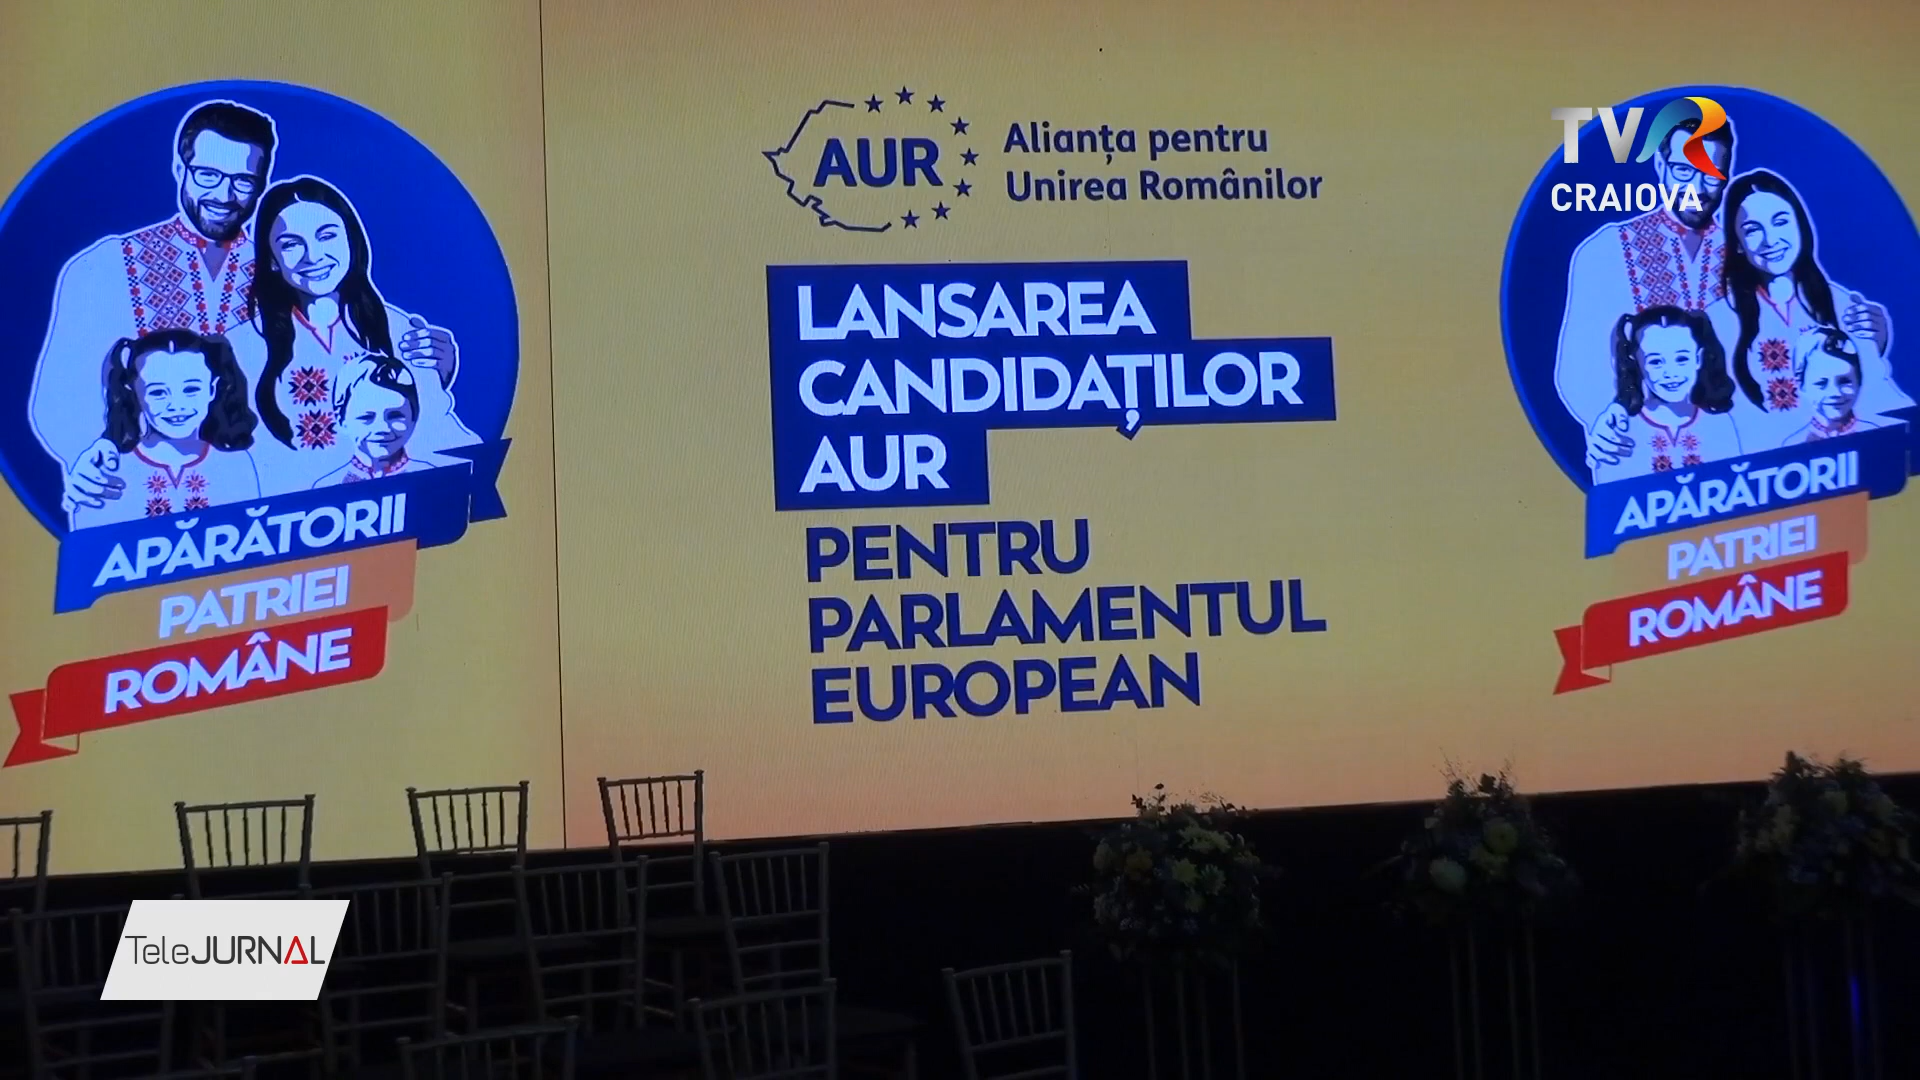 APĂRĂTORII
PATRIEI
ROMÂNE
AUR
Alianța pentru
Unirea Românilor
LANSAREA
CANDIDAȚILOR
AUR
PENTRU
PARLAMENTUL
EUROPEAN
TVR
CRAIOVA
APĂRĂTORII
PATRIEI
ROMÂNE
TeleJURNAL